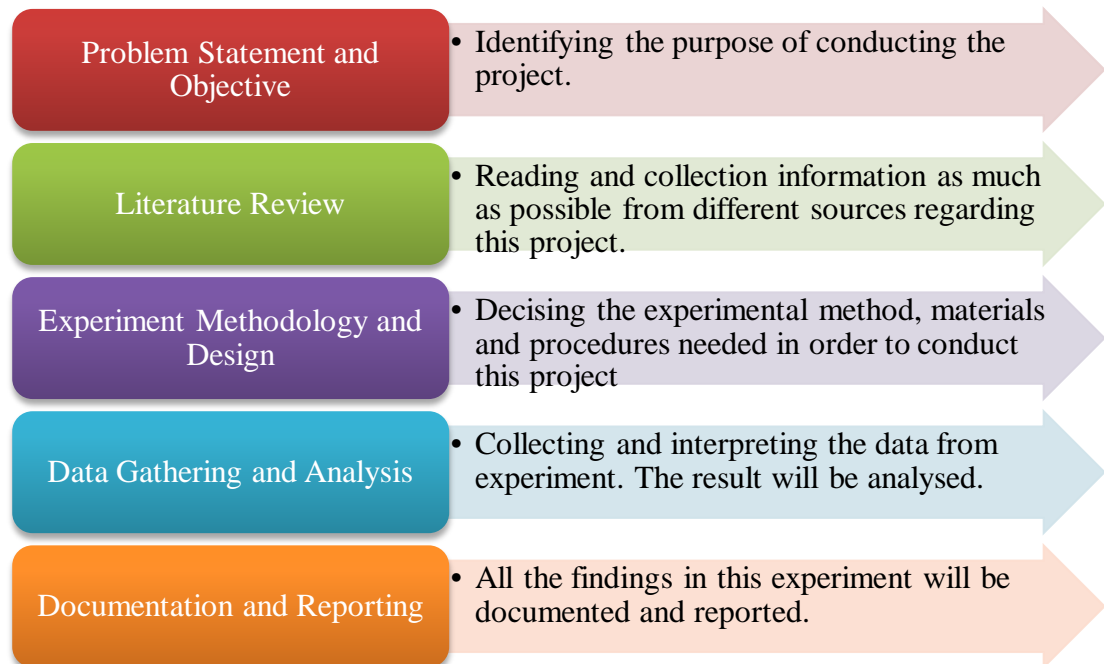 Problem Statement and
Objective
• Identifying the purpose of conducting the
project.
Literature Review
• Reading and collection information as much
as possible from different sources regarding
this project.
Experiment Methodology and
Design
• Decising the experimental method, materials
and procedures needed in order to conduct
this project
Data Gathering and Analysis
• Collecting and interpreting the data from
experiment. The result will be analysed.
Documentation and Reporting
• All the findings in this experiment will be
documented and reported.